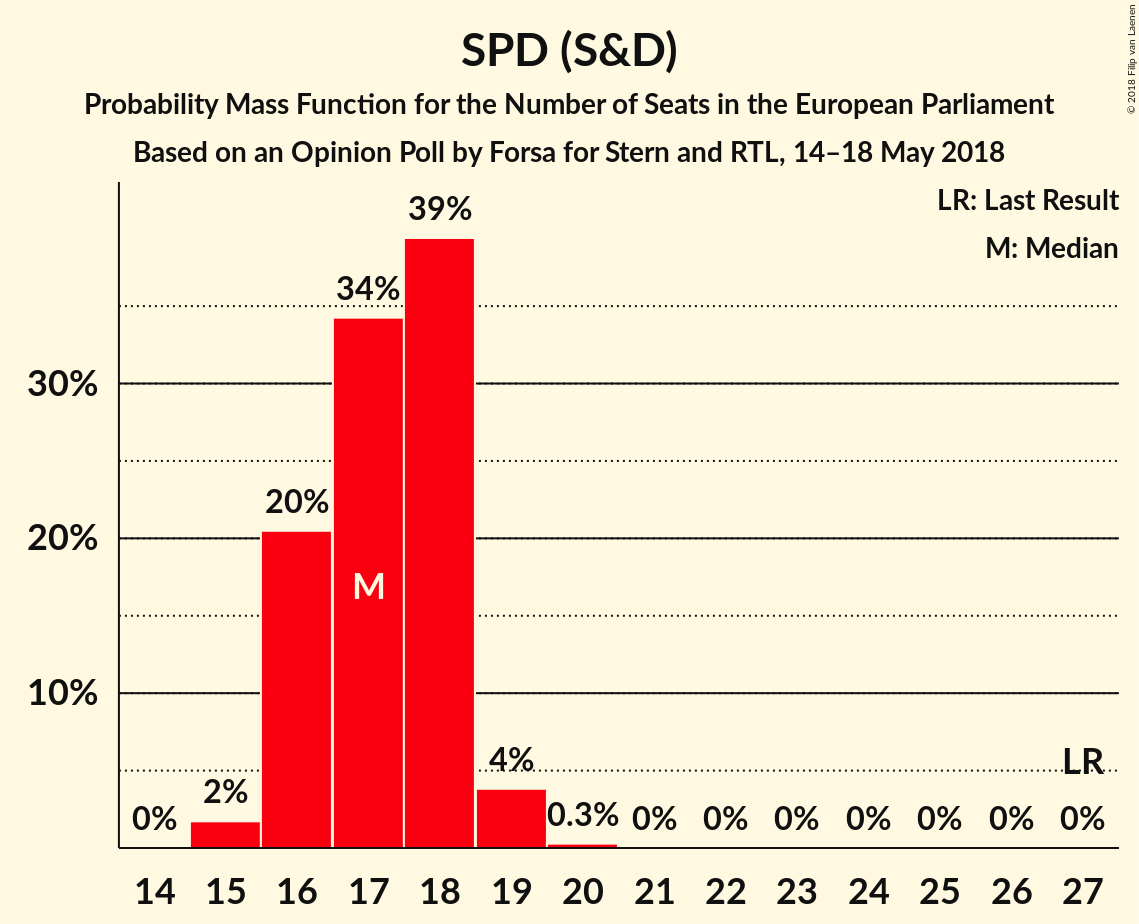 SPD (S&D)
Probability Mass Function for the Number of Seats in the European Parliament
Based on an Opinion Poll by Forsa for Stern and RTL, 14–18 May 2018
© 2018 Filip van Laenen
LR: Last Result
M: Median
39%
34%
30%
20%
20%
M
10%
LR
4%
2%
0%
0.3%
0%
0%
0%
0%
0%
0%
0%
14 15 16 17 18 19 20 21 22 23 24 25 26 27